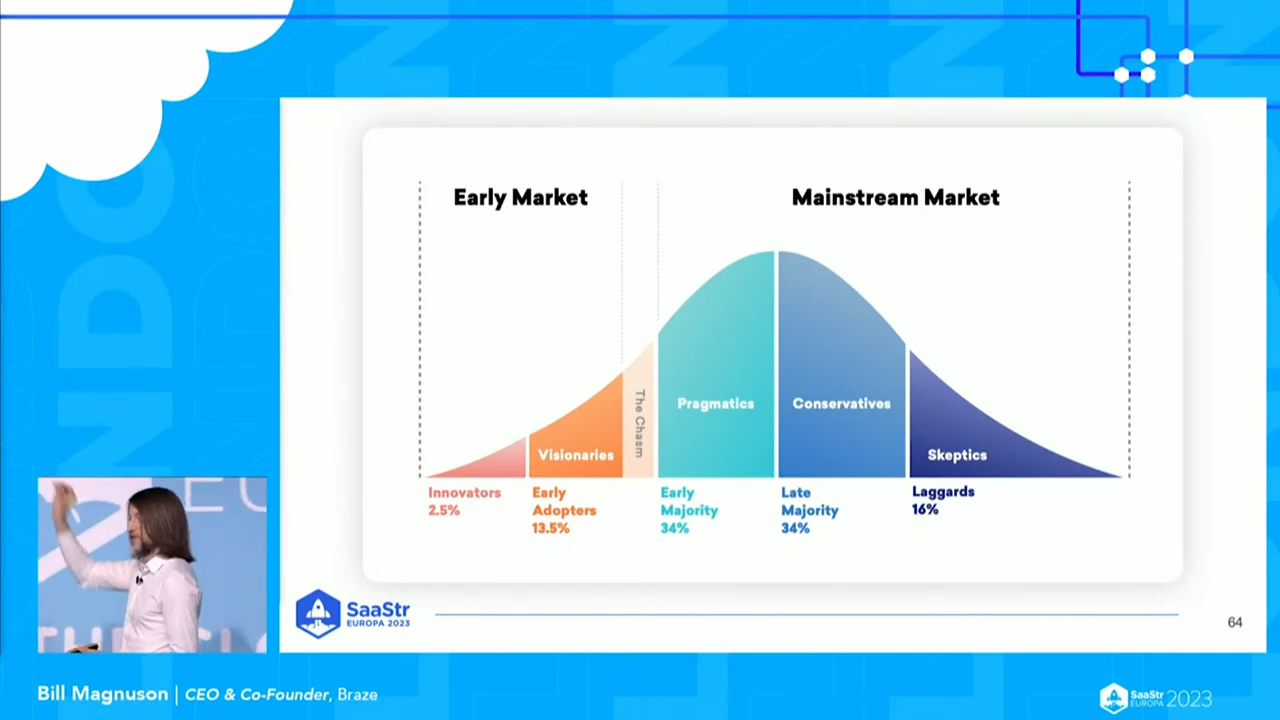 Early Market
Mainstream Market
The Chasm
Pragmatics
Conservatives
Visionaries
Skeptics
Innovators
2.5%
Early
Adopters
13.5%
Early
Majority
34%
Late
Majority
34%
Laggards
16%
SaaStr
EUROPA 2023
64
Bill Magnuson | CEO & Co-Founder, Braze
SaaStr
EUROPA
2023